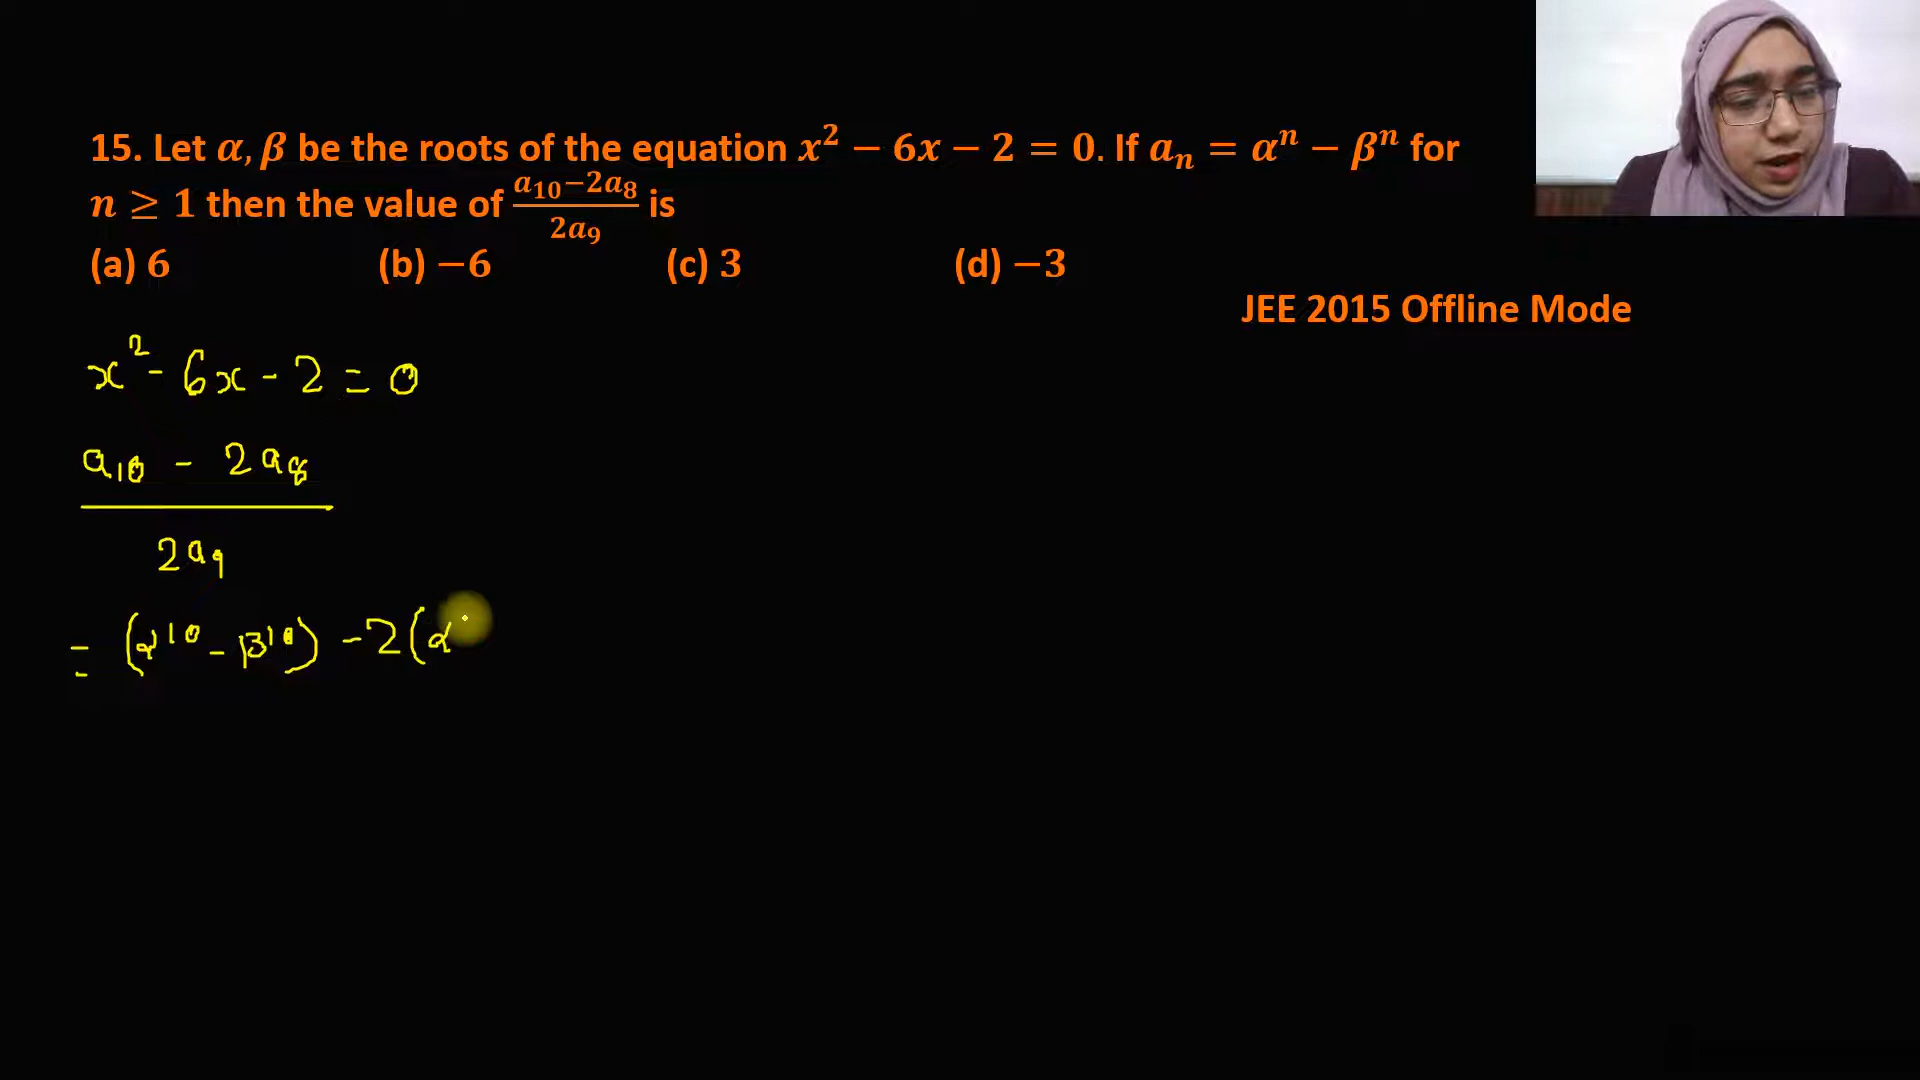 15. Let α, β be the roots of the equation x² − 6x − 2 = 0. If aₙ = αⁿ − βⁿ for
n ≥ 1 then the value of (a₁₀−2a₈)/(2a₉) is
(a) 6 (b) −6 (c) 3 (d) −3
JEE 2015 Offline Mode
x² - 6x - 2 = 0
a₁₀ - 2a₈
2a₉
= (α¹⁰ - β¹⁰) - 2(α